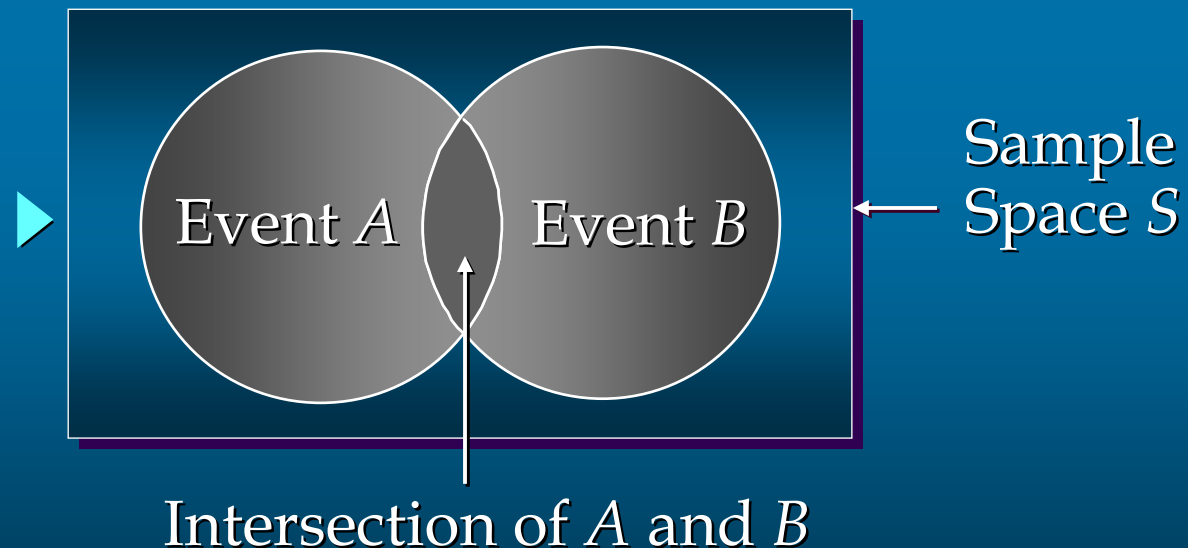 Sample
Space S
Event A
Event B
Intersection of A and B